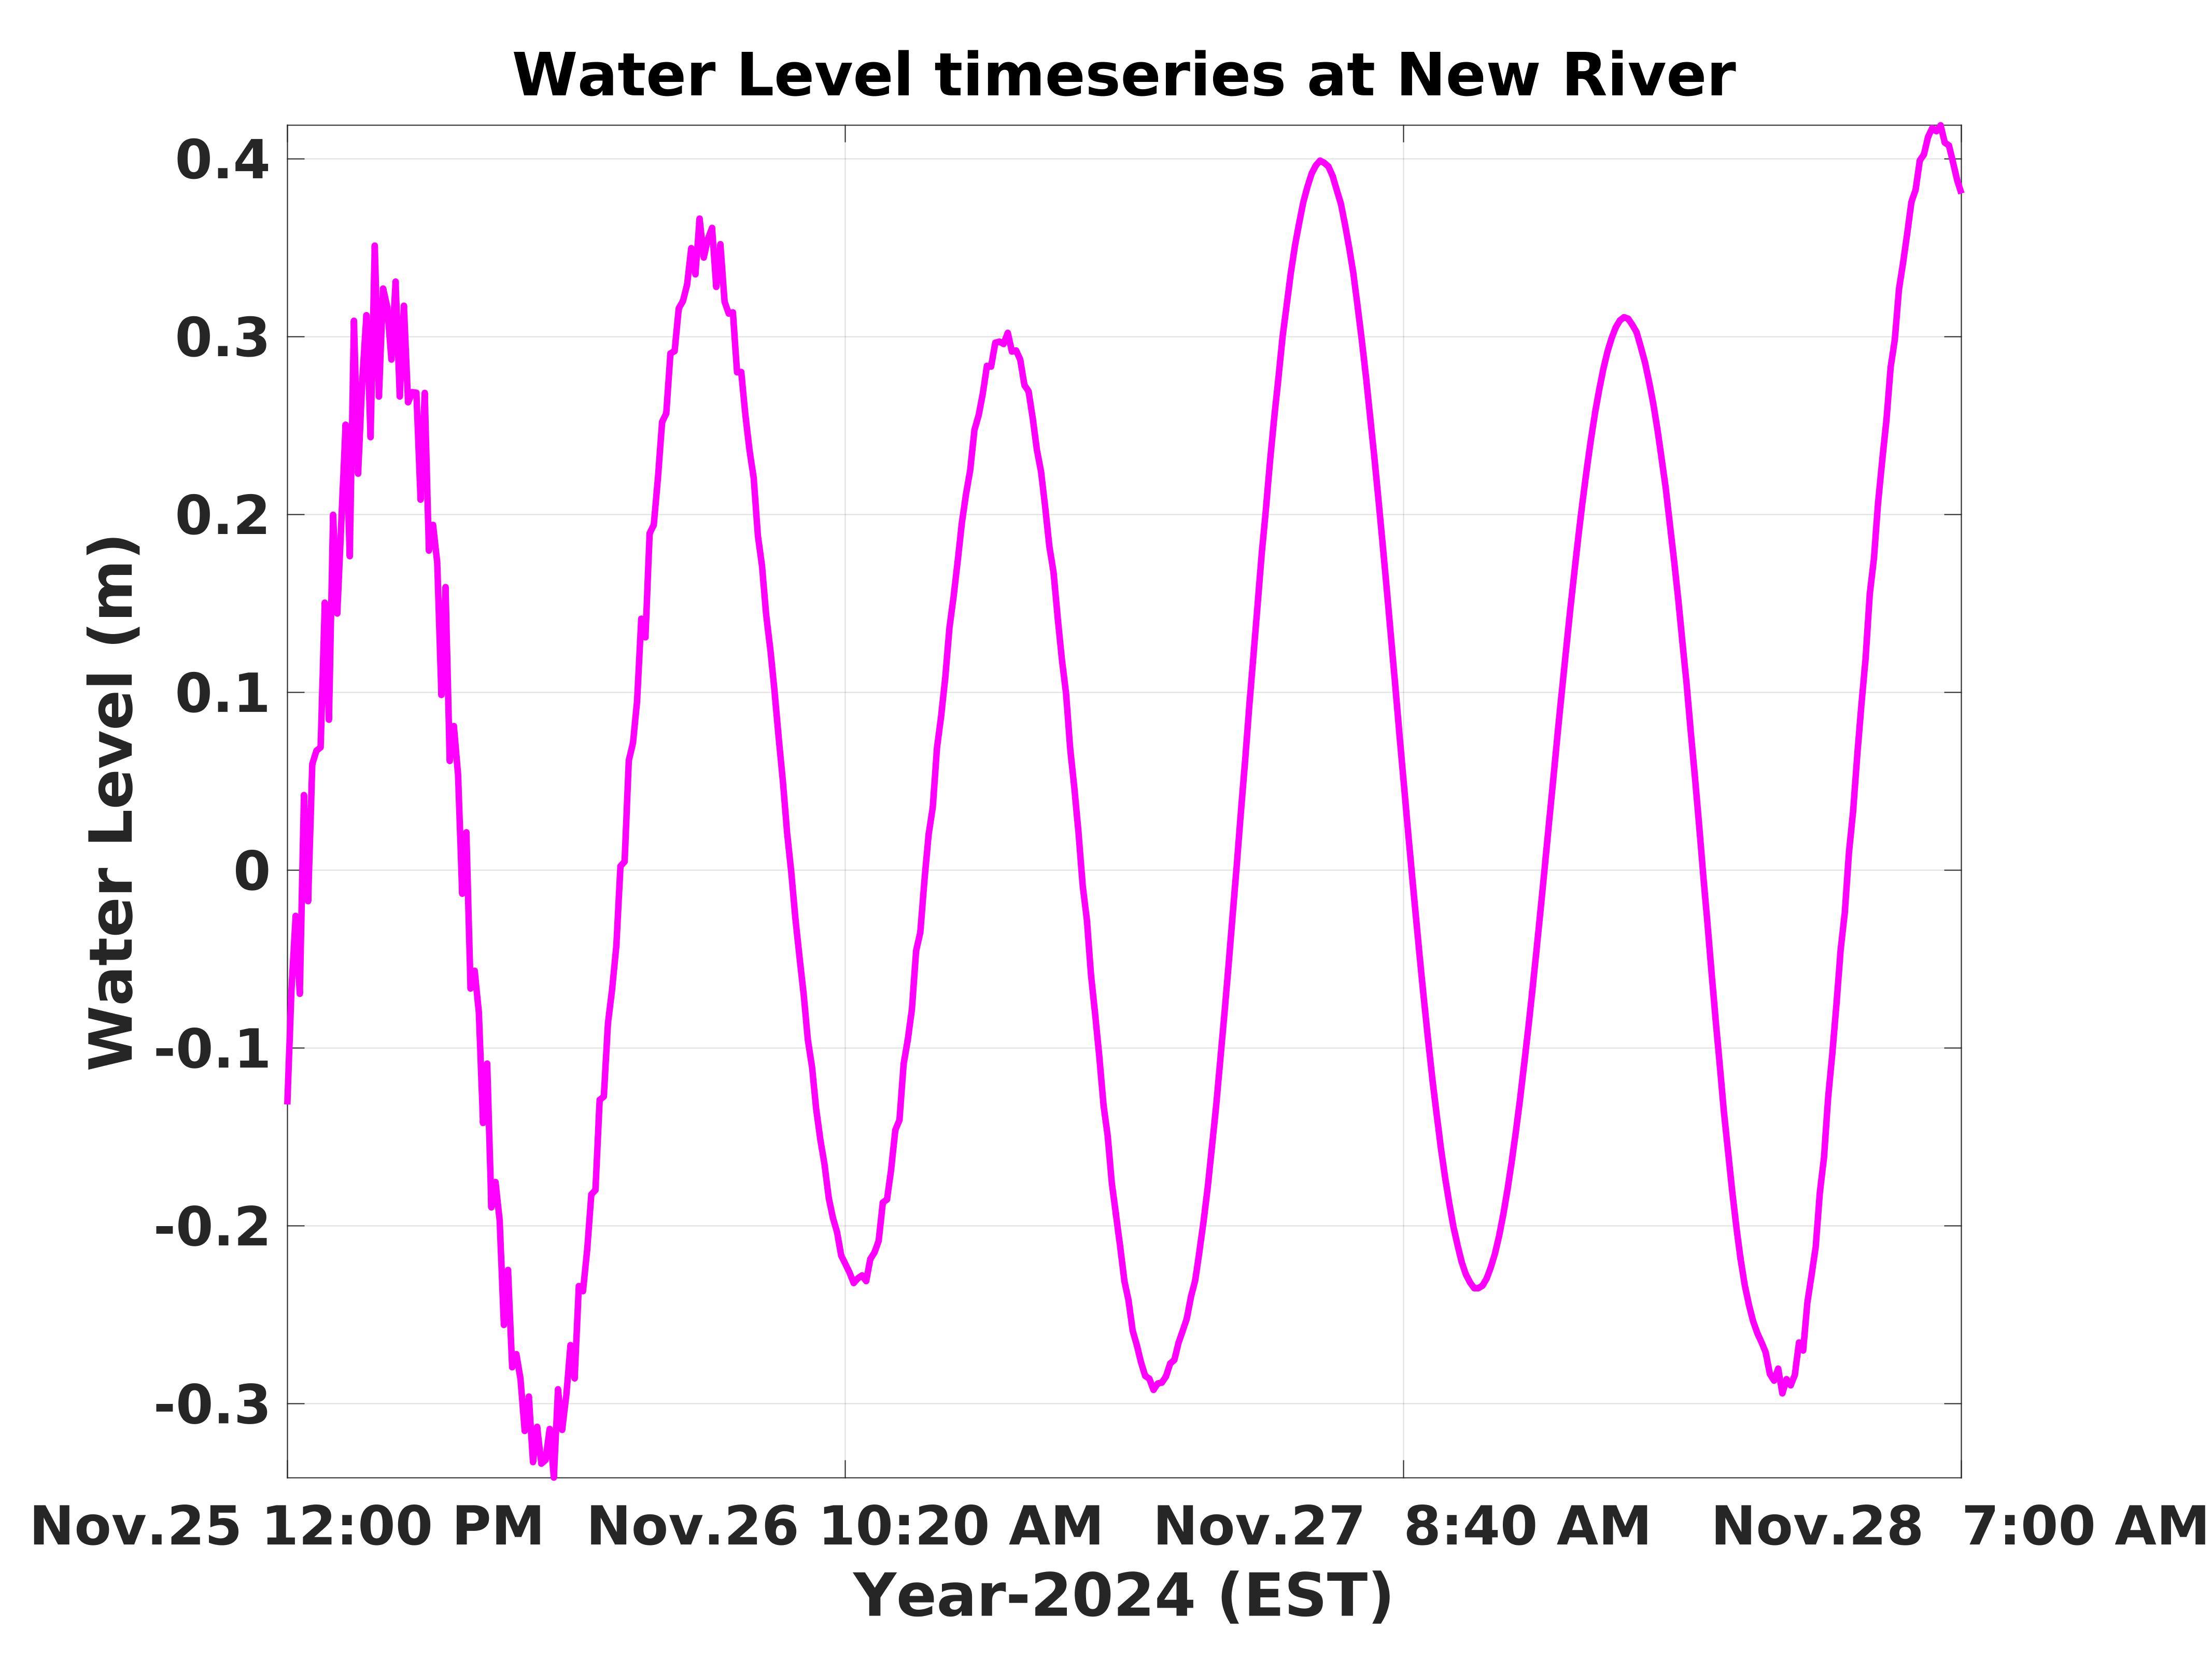 Water Level timeseries at New River
0.4
0.3
0.2
0.1
0
-0.1
-0.2
-0.3
Water Level (m)
Nov.25 12:00 PM Nov.26 10:20 AM Nov.27 8:40 AM Nov.28 7:00 AM
Year-2024 (EST)